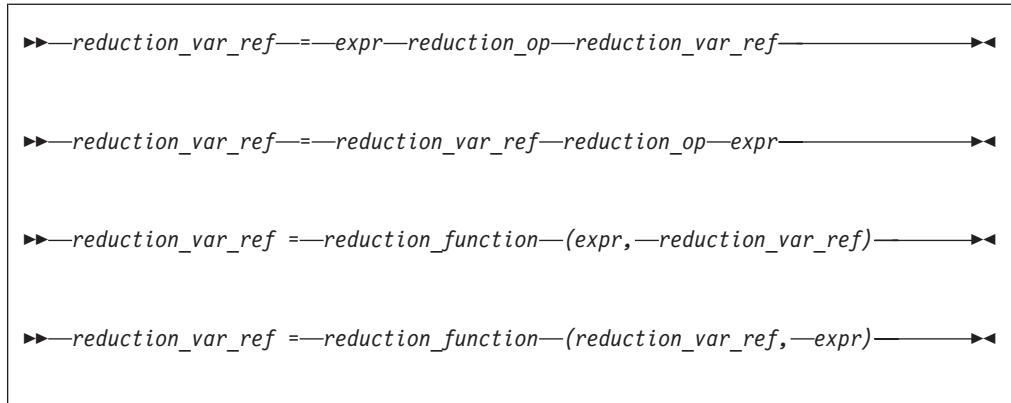 ►►—reduction_var_ref—=—expr—reduction_op—reduction_var_ref—►◄
►►—reduction_var_ref—=—reduction_var_ref—reduction_op—expr—►◄
►►—reduction_var_ref =—reduction_function—(expr,—reduction_var_ref)—►◄
►►—reduction_var_ref =—reduction_function—(reduction_var_ref,—expr)—►◄